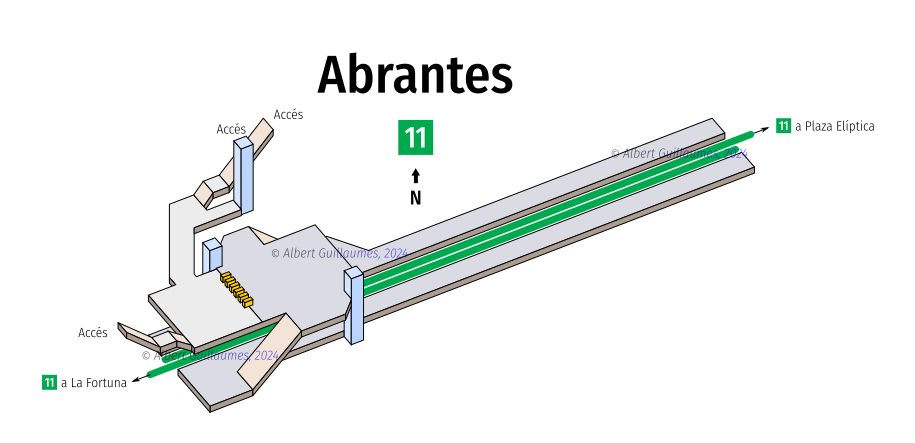 Abrantes
Accés
Accés
11
11 a Plaza Elíptica
© Albert Guillaumes, 2024
N
© Albert Guillaumes, 2024
Accés
© Albert Guillaumes, 2024
11 a La Fortuna